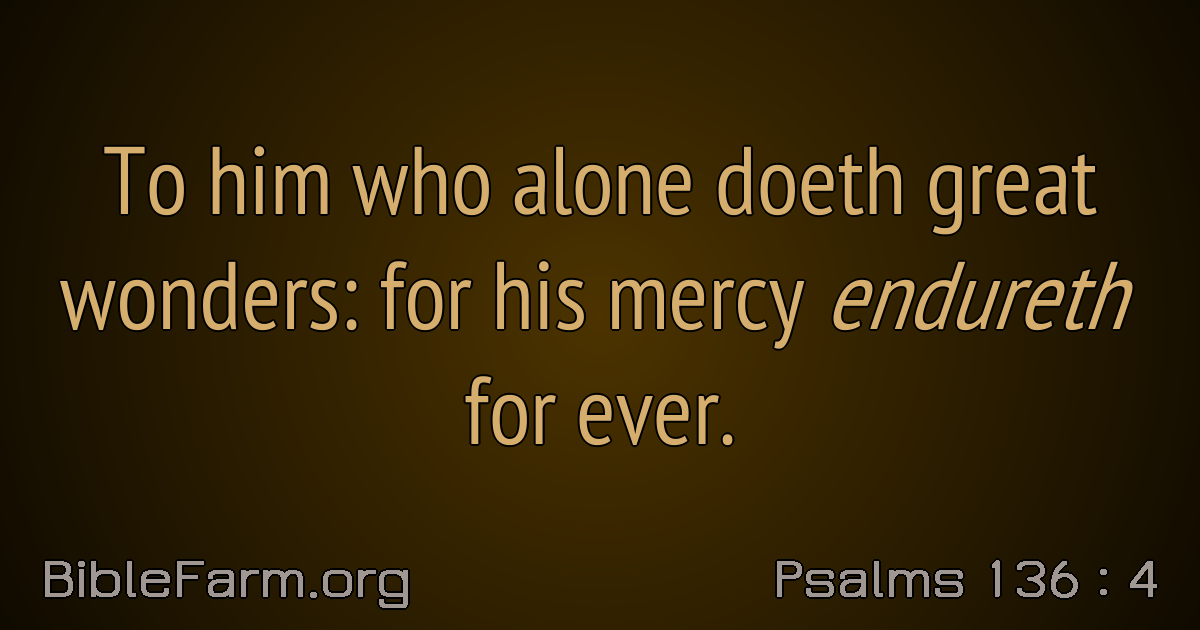 To him who alone doeth great
wonders: for his mercy endureth
for ever.
BibleFarm.org
Psalms 136 : 4